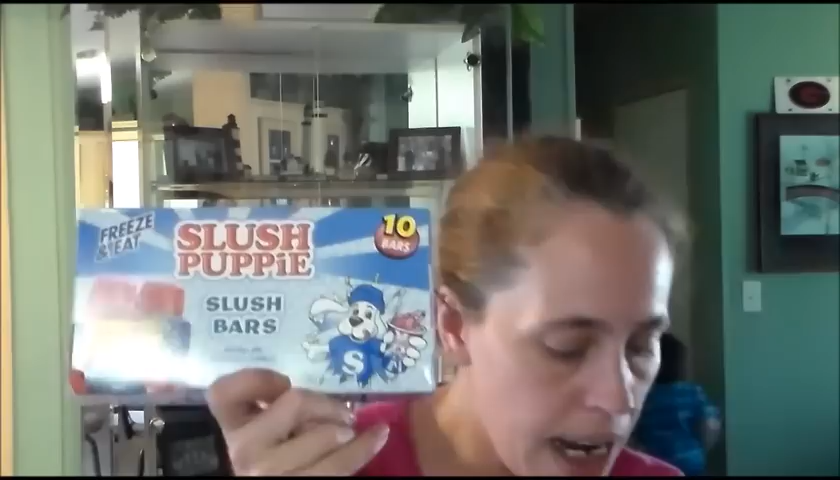 FREEZE
& EAT
SLUSH
PUPPiE
10
BARS
SLUSH
BARS
S